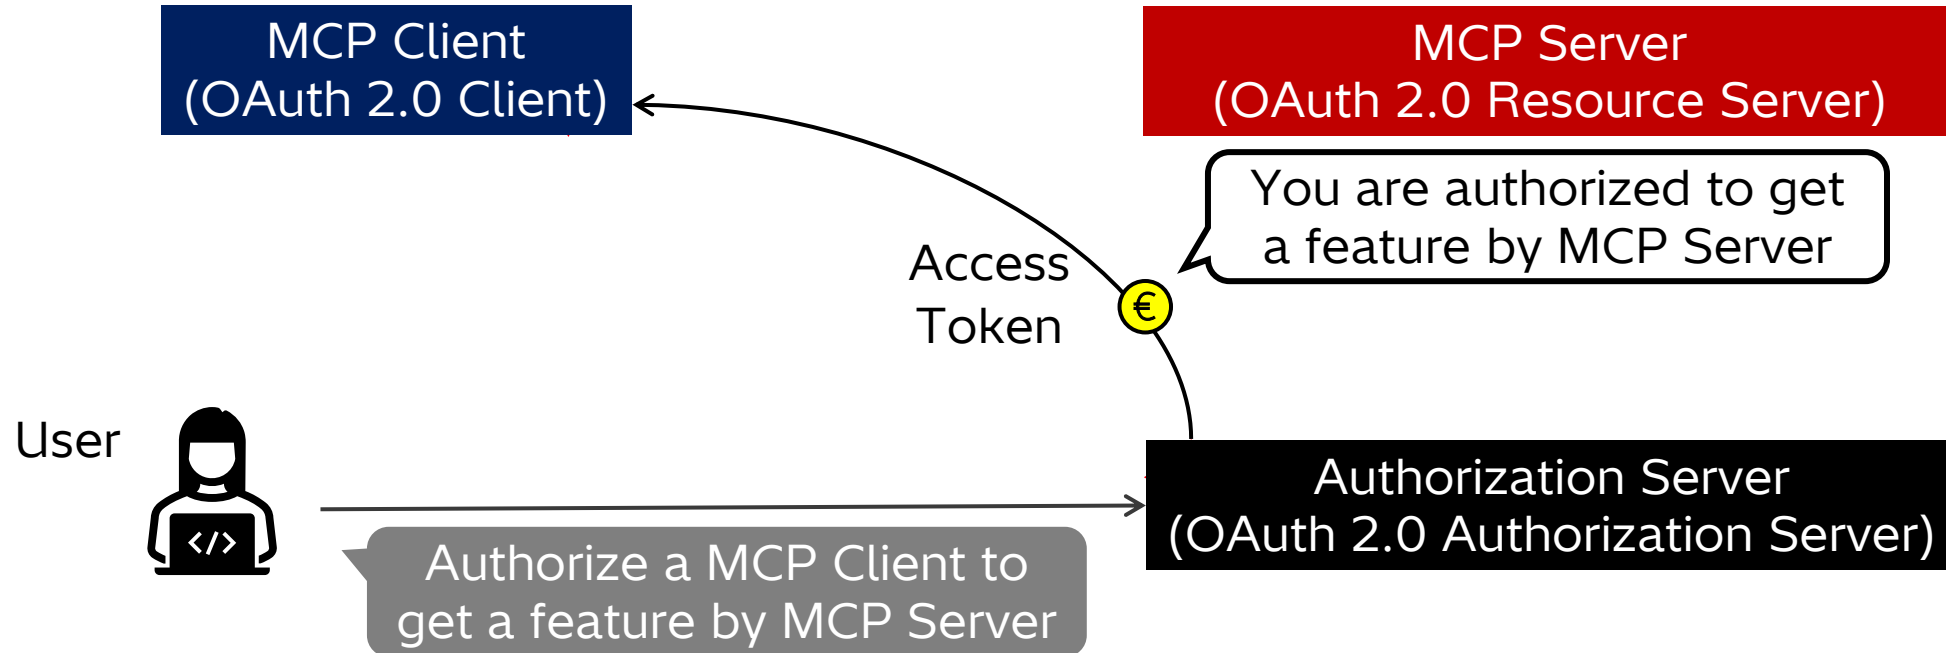 MCP Client
(OAuth 2.0 Client)
MCP Server
(OAuth 2.0 Resource Server)
You are authorized to get
a feature by MCP Server
Access
Token
€
User
</>
Authorization Server
(OAuth 2.0 Authorization Server)
Authorize a MCP Client to
get a feature by MCP Server